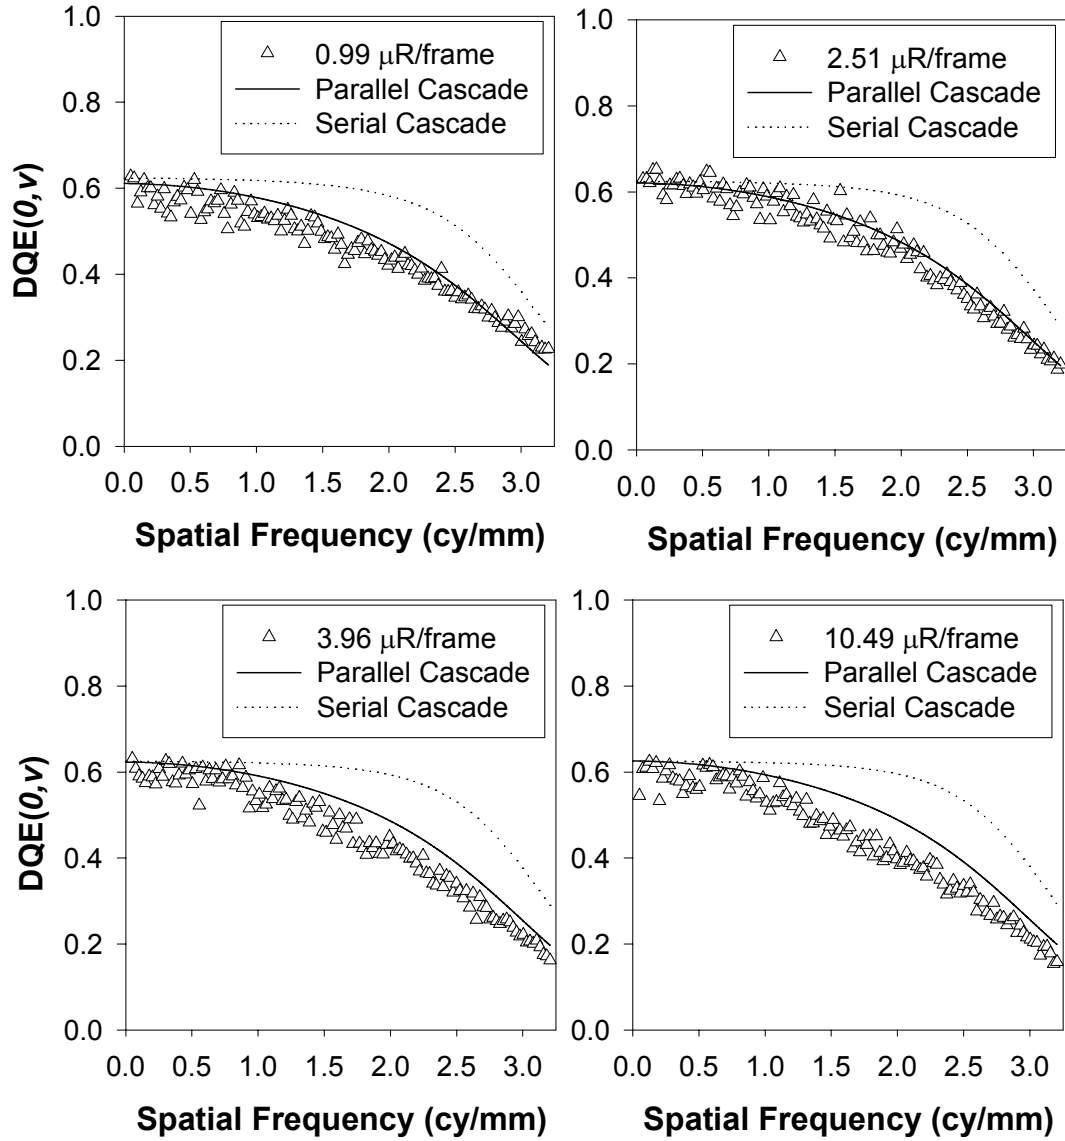 1.0
0.8
0.6
0.4
0.2
0.0
DQE(0,v)
0.99 μR/frame
Parallel Cascade
Serial Cascade
0.0 0.5 1.0 1.5 2.0 2.5 3.0
Spatial Frequency (cy/mm)
1.0
0.8
0.6
0.4
0.2
0.0
2.51 μR/frame
Parallel Cascade
Serial Cascade
0.0 0.5 1.0 1.5 2.0 2.5 3.0
Spatial Frequency (cy/mm)
1.0
0.8
0.6
0.4
0.2
0.0
DQE(0,v)
3.96 μR/frame
Parallel Cascade
Serial Cascade
0.0 0.5 1.0 1.5 2.0 2.5 3.0
Spatial Frequency (cy/mm)
1.0
0.8
0.6
0.4
0.2
0.0
10.49 μR/frame
Parallel Cascade
Serial Cascade
0.0 0.5 1.0 1.5 2.0 2.5 3.0
Spatial Frequency (cy/mm)